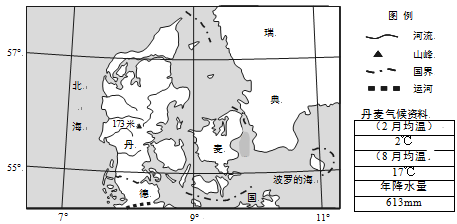 图 例
河流
山峰
国界
运河
57°
55°
7°
9°
11°
瑞
典
北
海
173米
丹
麦
波罗的海
德
国
丹麦气候资料
（2月均温）
2℃
（8月均温
17℃
年降水量
613mm